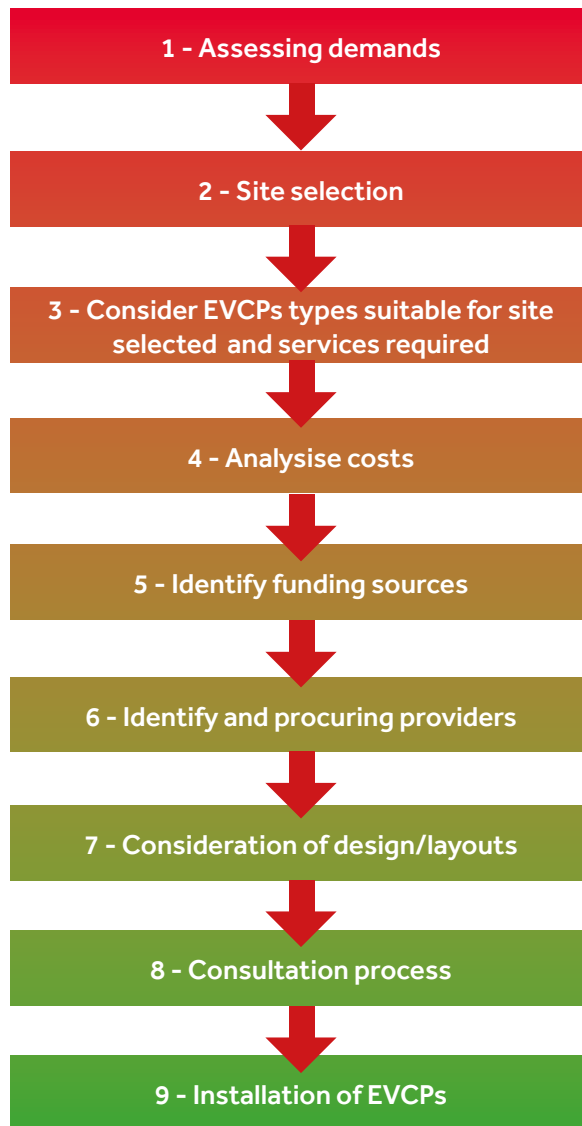 1 - Assessing demands
2 - Site selection
3 - Consider EVCPs types suitable for site
selected and services required
4 - Analysise costs
5 - Identify funding sources
6 - Identify and procuring providers
7 - Consideration of design/layouts
8 - Consultation process
9 - Installation of EVCPs